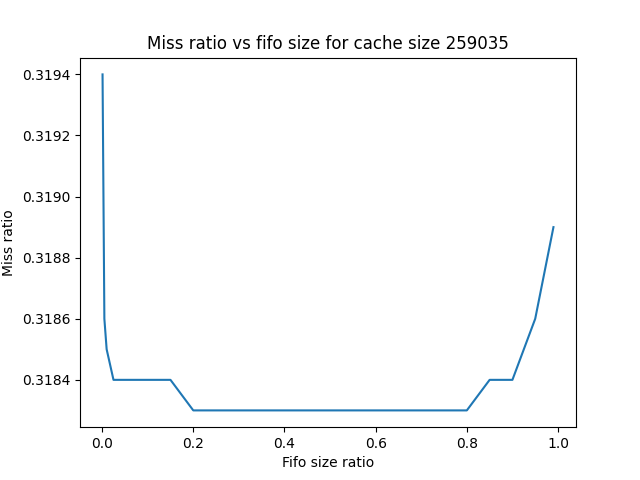 Miss ratio vs fifo size for cache size 259035
0.3194
0.3192
0.3190
0.3188
0.3186
0.3184
Miss ratio
0.0 0.2 0.4 0.6 0.8 1.0
Fifo size ratio